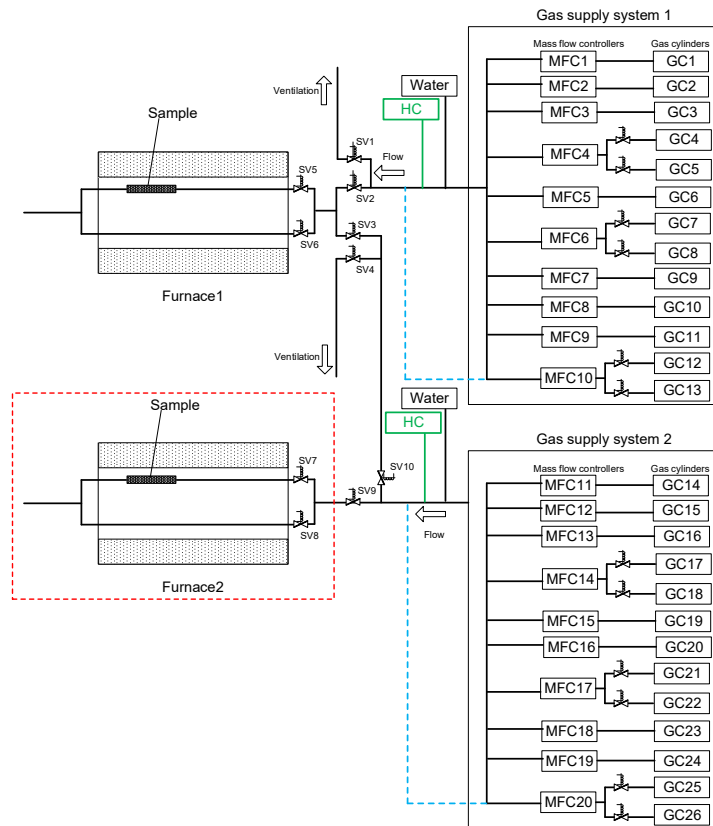 Gas supply system 1
Mass flow controllers
Gas cylinders
MFC1
GC1
MFC2
GC2
MFC3
GC3
MFC4
GC4
GC5
MFC5
GC6
MFC6
GC7
GC8
MFC7
GC9
MFC8
GC10
MFC9
GC11
MFC10
GC12
GC13
Water
HC
Flow
Ventilation
SV1
SV2
SV3
SV4
SV5
SV6
Sample
Furnace1
Ventilation
Gas supply system 2
Mass flow controllers
Gas cylinders
MFC11
GC14
MFC12
GC15
MFC13
GC16
MFC14
GC17
GC18
MFC15
GC19
MFC16
GC20
MFC17
GC21
GC22
MFC18
GC23
MFC19
GC24
MFC20
GC25
GC26
Water
HC
Flow
SV10
SV9
SV7
SV8
Sample
Furnace2